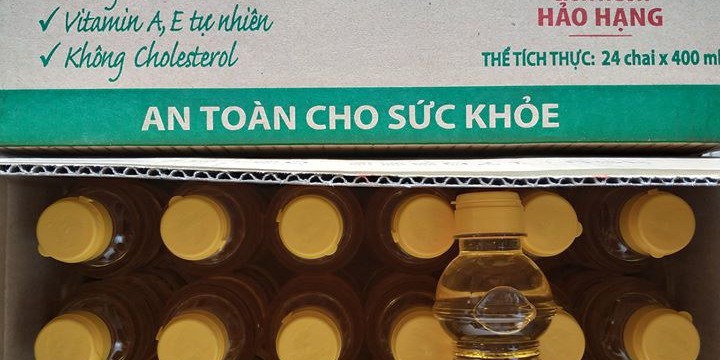 ✓ Vitamin A, E tự nhiên
HẢO HẠNG
✓ Không Cholesterol
THỂ TÍCH THỰC: 24 chai x 400 ml
AN TOÀN CHO SỨC KHỎE